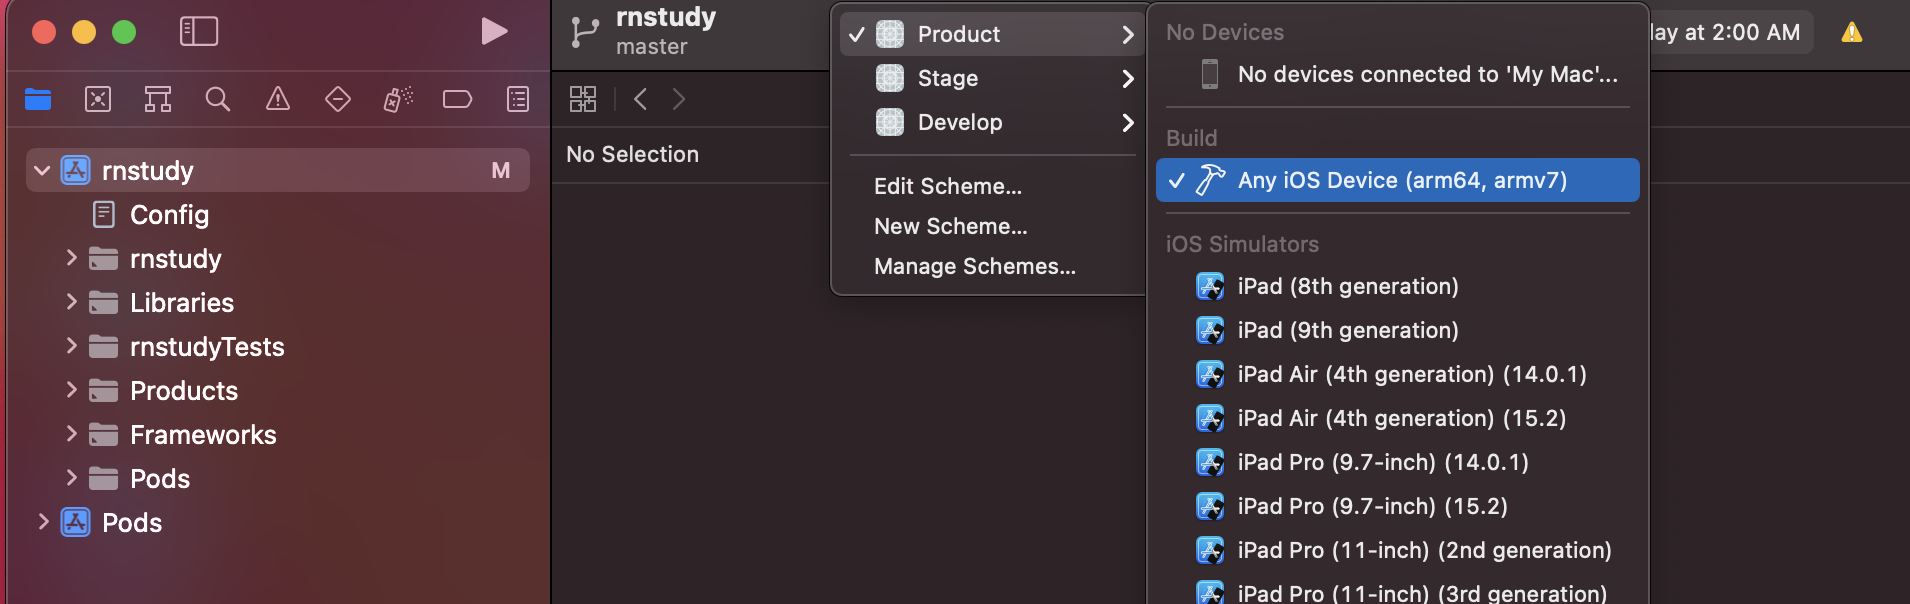 rnstudy
master
M
rnstudy
Config
rnstudy
Libraries
rnstudyTests
Products
Frameworks
Pods
Pods
No Selection
Product
Stage
Develop
Edit Scheme...
New Scheme...
Manage Schemes...
No Devices
No devices connected to 'My Mac'...
Build
Any iOS Device (arm64, armv7)
iOS Simulators
iPad (8th generation)
iPad (9th generation)
iPad Air (4th generation) (14.0.1)
iPad Air (4th generation) (15.2)
iPad Pro (9.7-inch) (14.0.1)
iPad Pro (9.7-inch) (15.2)
iPad Pro (11-inch) (2nd generation)
iPad Pro (11-inch) (3rd generation)
at 2:00 AM